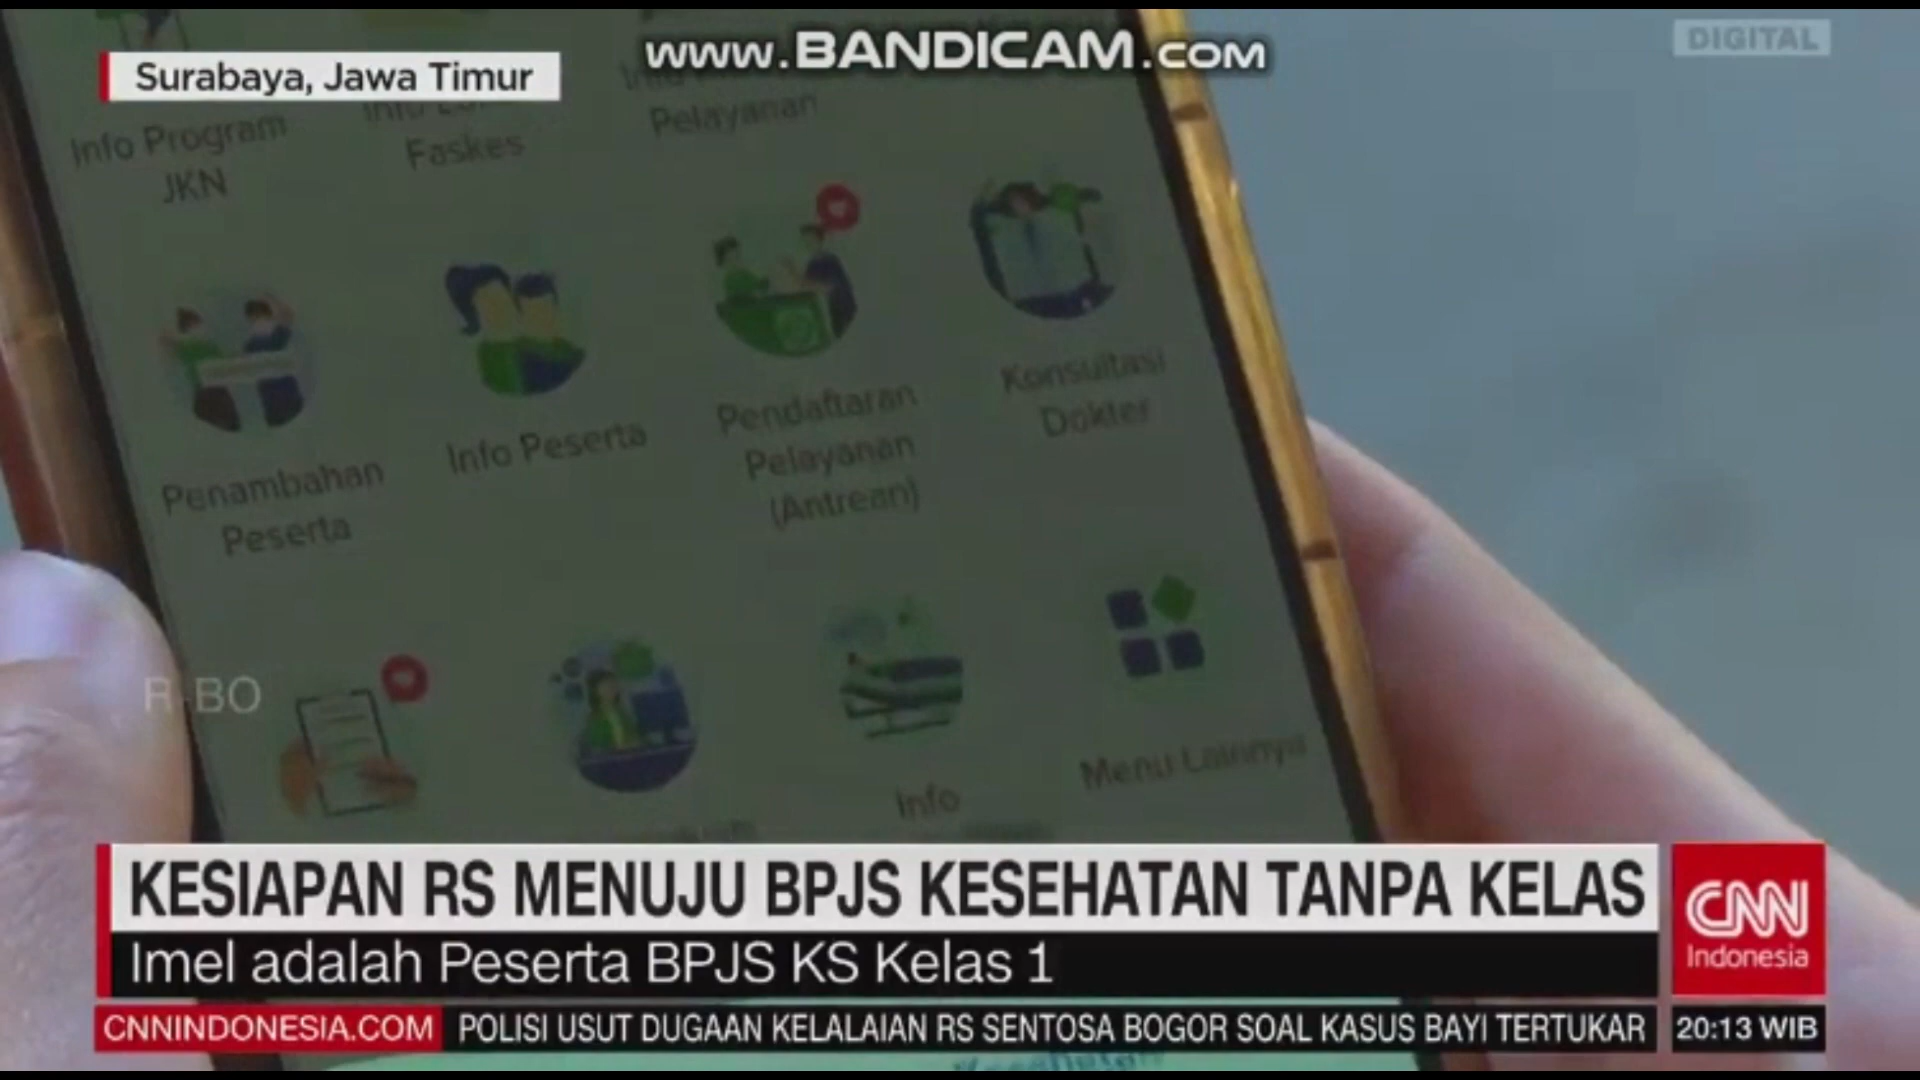 www.BANDICAM.com
DIGITAL
Surabaya, Jawa Timur
Info Program
JKN
Faskes
Pelayanan
Penambahan
Peserta
Info Peserta
Pendaftaran
Pelayanan
(Antrean)
Konsultasi
Dokter
Info
Menu Lainnya
KESIAPAN RS MENUJU BPJS KESEHATAN TANPA KELAS
Imel adalah Peserta BPJS KS Kelas 1
CNN
Indonesia
CNNINDONESIA.COM
POLISI USUT DUGAAN KELALAIAN RS SENTOSA BOGOR SOAL KASUS BAYI TERTUKAR
20:13 WIB